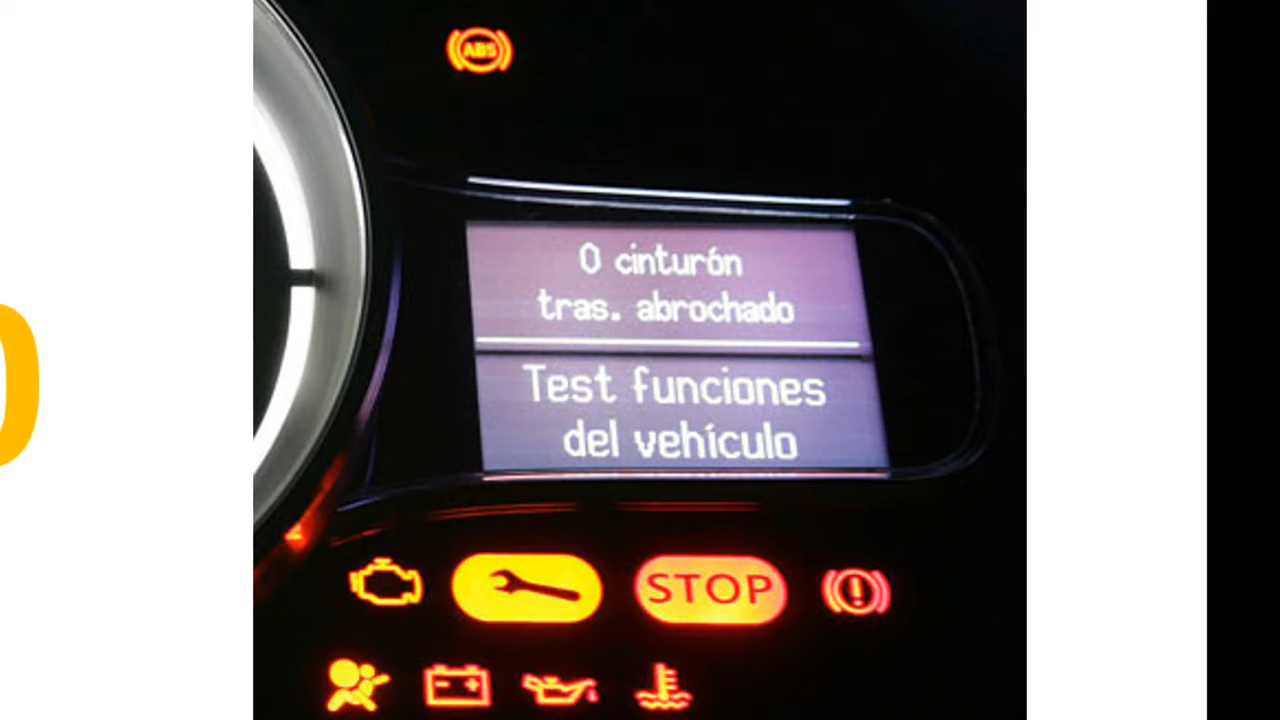 ABS
0 cinturón
tras. abrochado
Test funciones
del vehículo
STOP